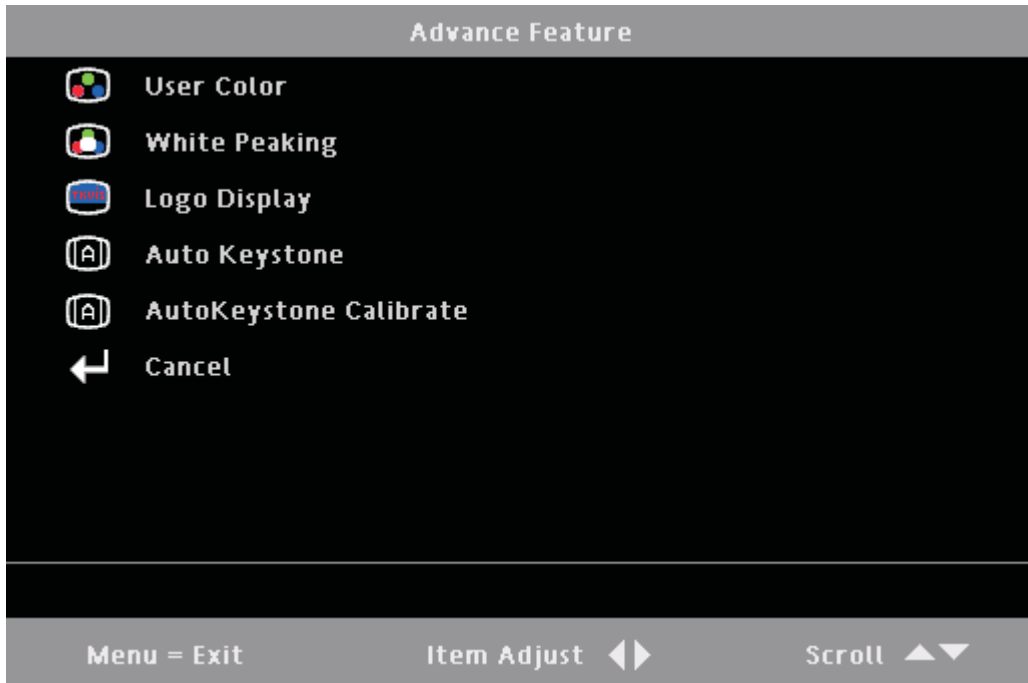 Advance Feature
User Color
White Peaking
Logo Display
A Auto Keystone
A AutoKeystone Calibrate
Cancel
Menu = Exit Item Adjust Scroll